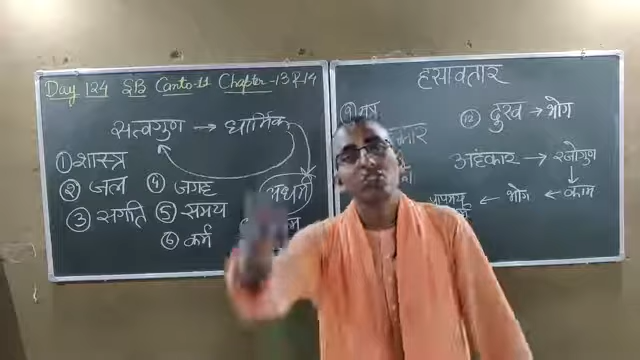 Day 124 SB Canto-11 Chapter-13 & 14
सत्वगुण → धार्मिक
① शास्त्र
② जल ④ जगह
③ संगति ⑤ समय
⑥ कर्म
अधर्म
हंसावतार
⑫ दुख → भोग
अहंकार → रजोगुण
← भोग ← काम